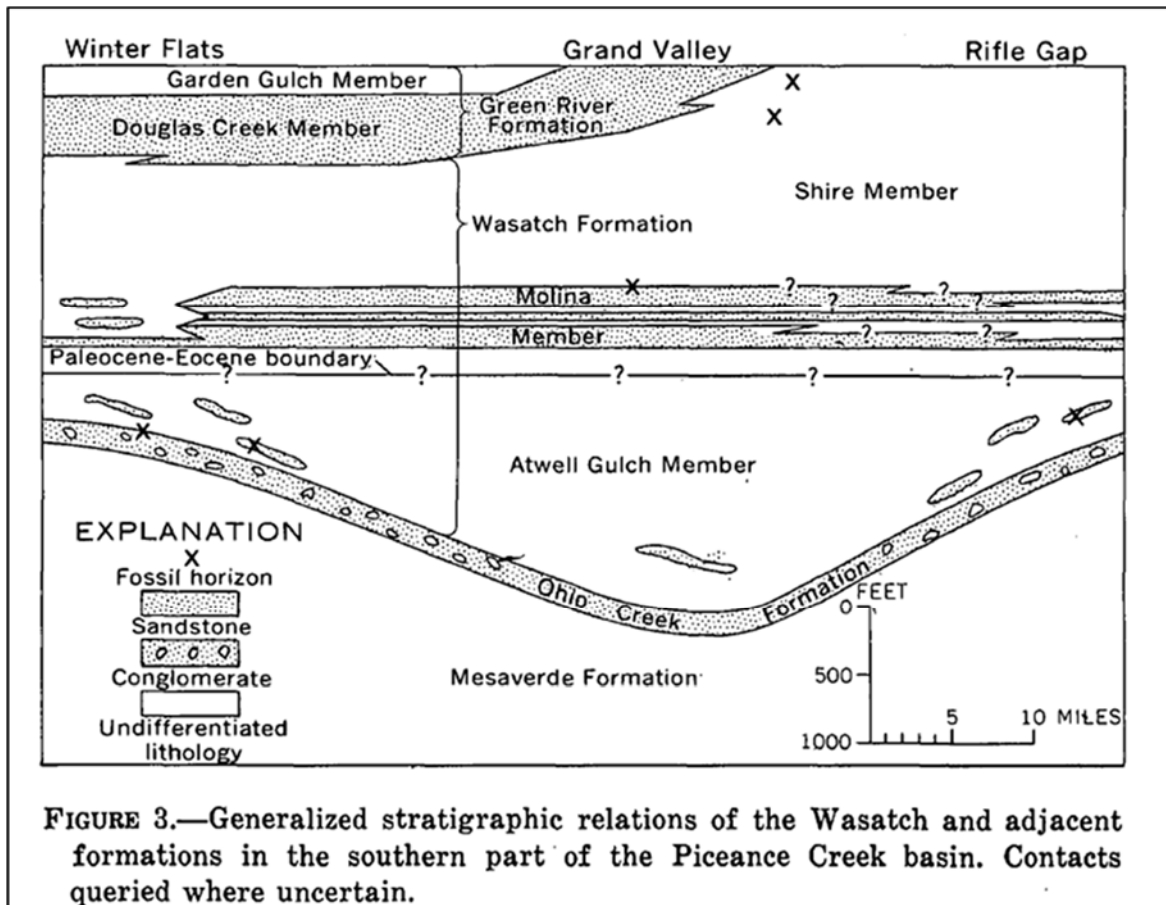 Winter Flats Grand Valley Rifle Gap
Garden Gulch Member
Green River
Formation
Douglas Creek Member
X
X
Shire Member
Wasatch Formation
X
?
?
Molina
?
?
Member
?
?
Paleocene-Eocene boundary
? ? ? ? ?
X
X
X
Atwell Gulch Member
EXPLANATION
X
Fossil horizon
Sandstone
Conglomerate
Undifferentiated
lithology
Ohio Creek Formation
Mesaverde Formation
0 FEET
500
1000
5 10 MILES
FIGURE 3.—Generalized stratigraphic relations of the Wasatch and adjacent
formations in the southern part of the Piceance Creek basin. Contacts
queried where uncertain.